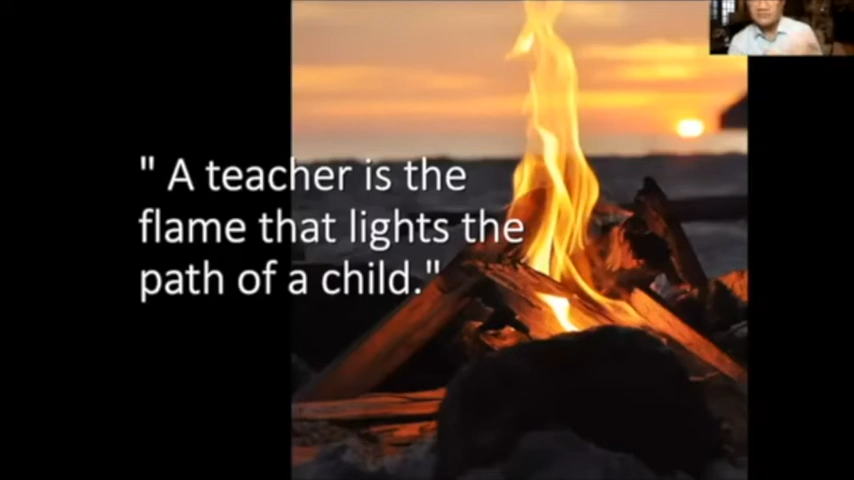 " A teacher is the
flame that lights the
path of a child."